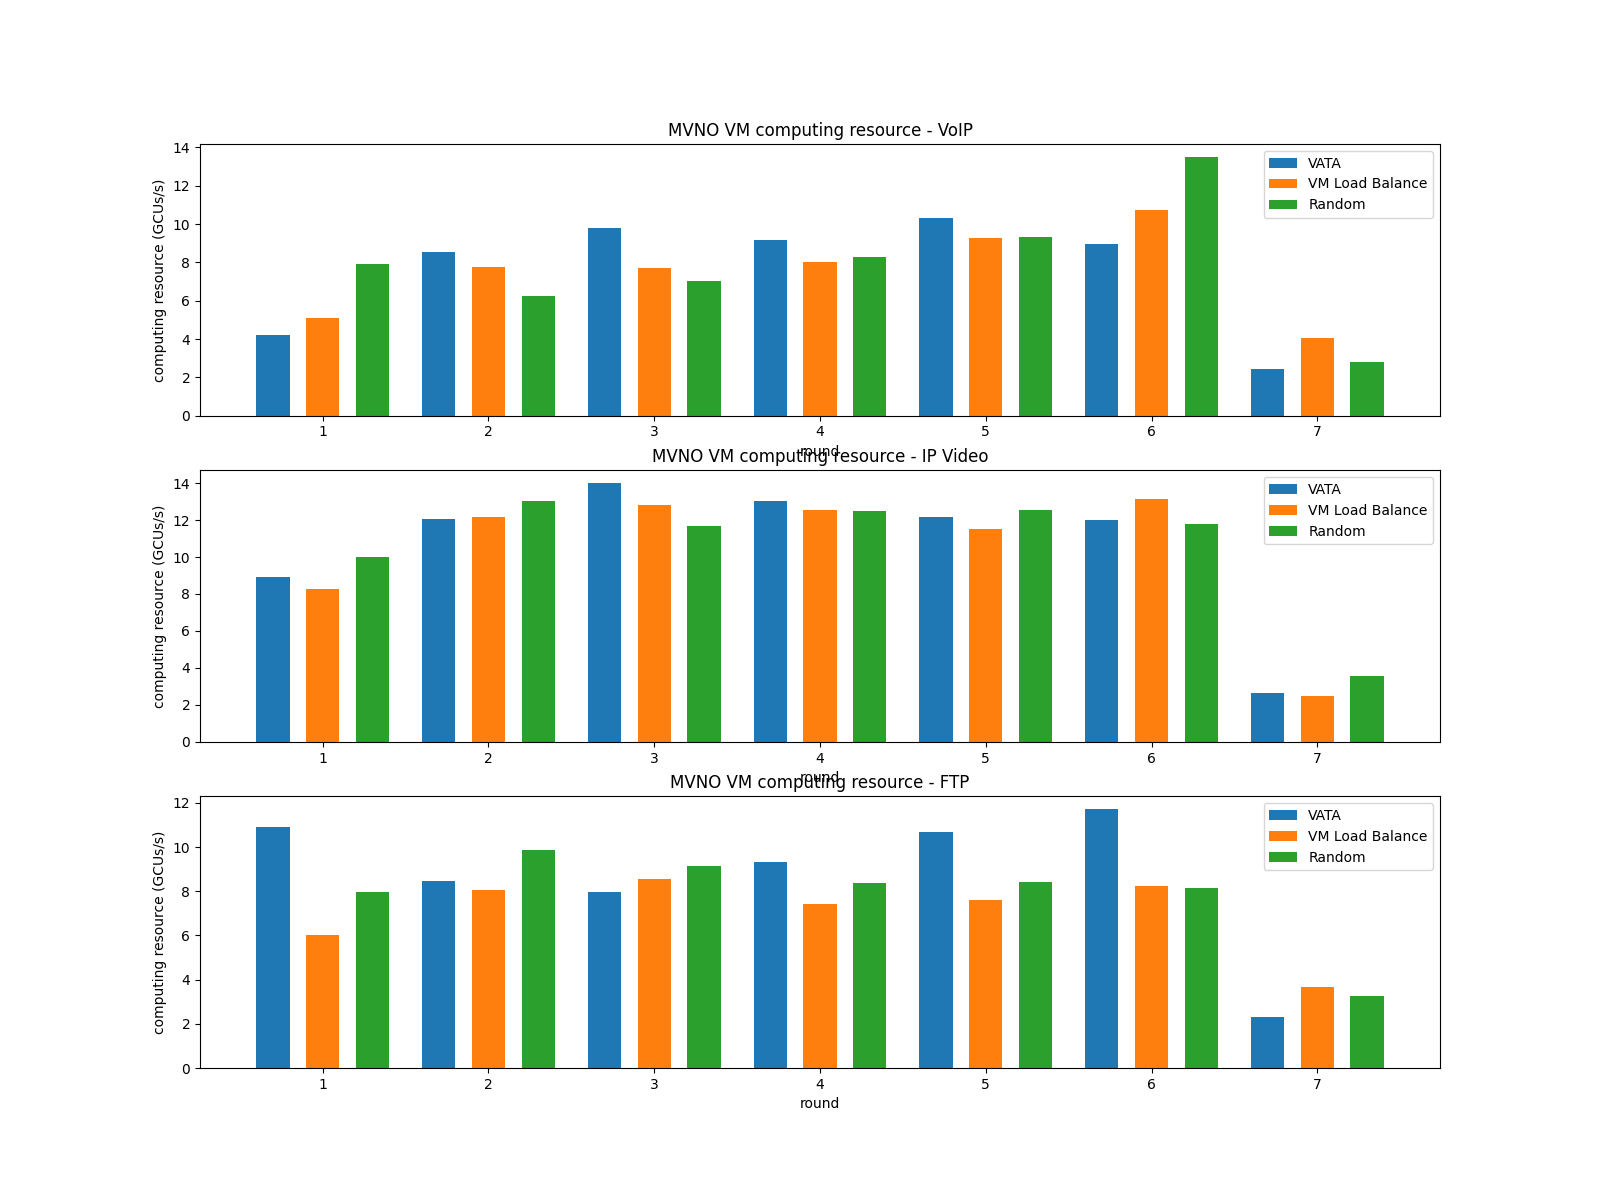 MVNO VM computing resource - VoIP
computing resource (GCUs/s)
14
12
10
8
6
4
2
0
VATA
VM Load Balance
Random
1 2 3 4 5 6 7
round
MVNO VM computing resource - IP Video
computing resource (GCUs/s)
14
12
10
8
6
4
2
0
VATA
VM Load Balance
Random
1 2 3 4 5 6 7
round
MVNO VM computing resource - FTP
computing resource (GCUs/s)
12
10
8
6
4
2
0
VATA
VM Load Balance
Random
1 2 3 4 5 6 7
round